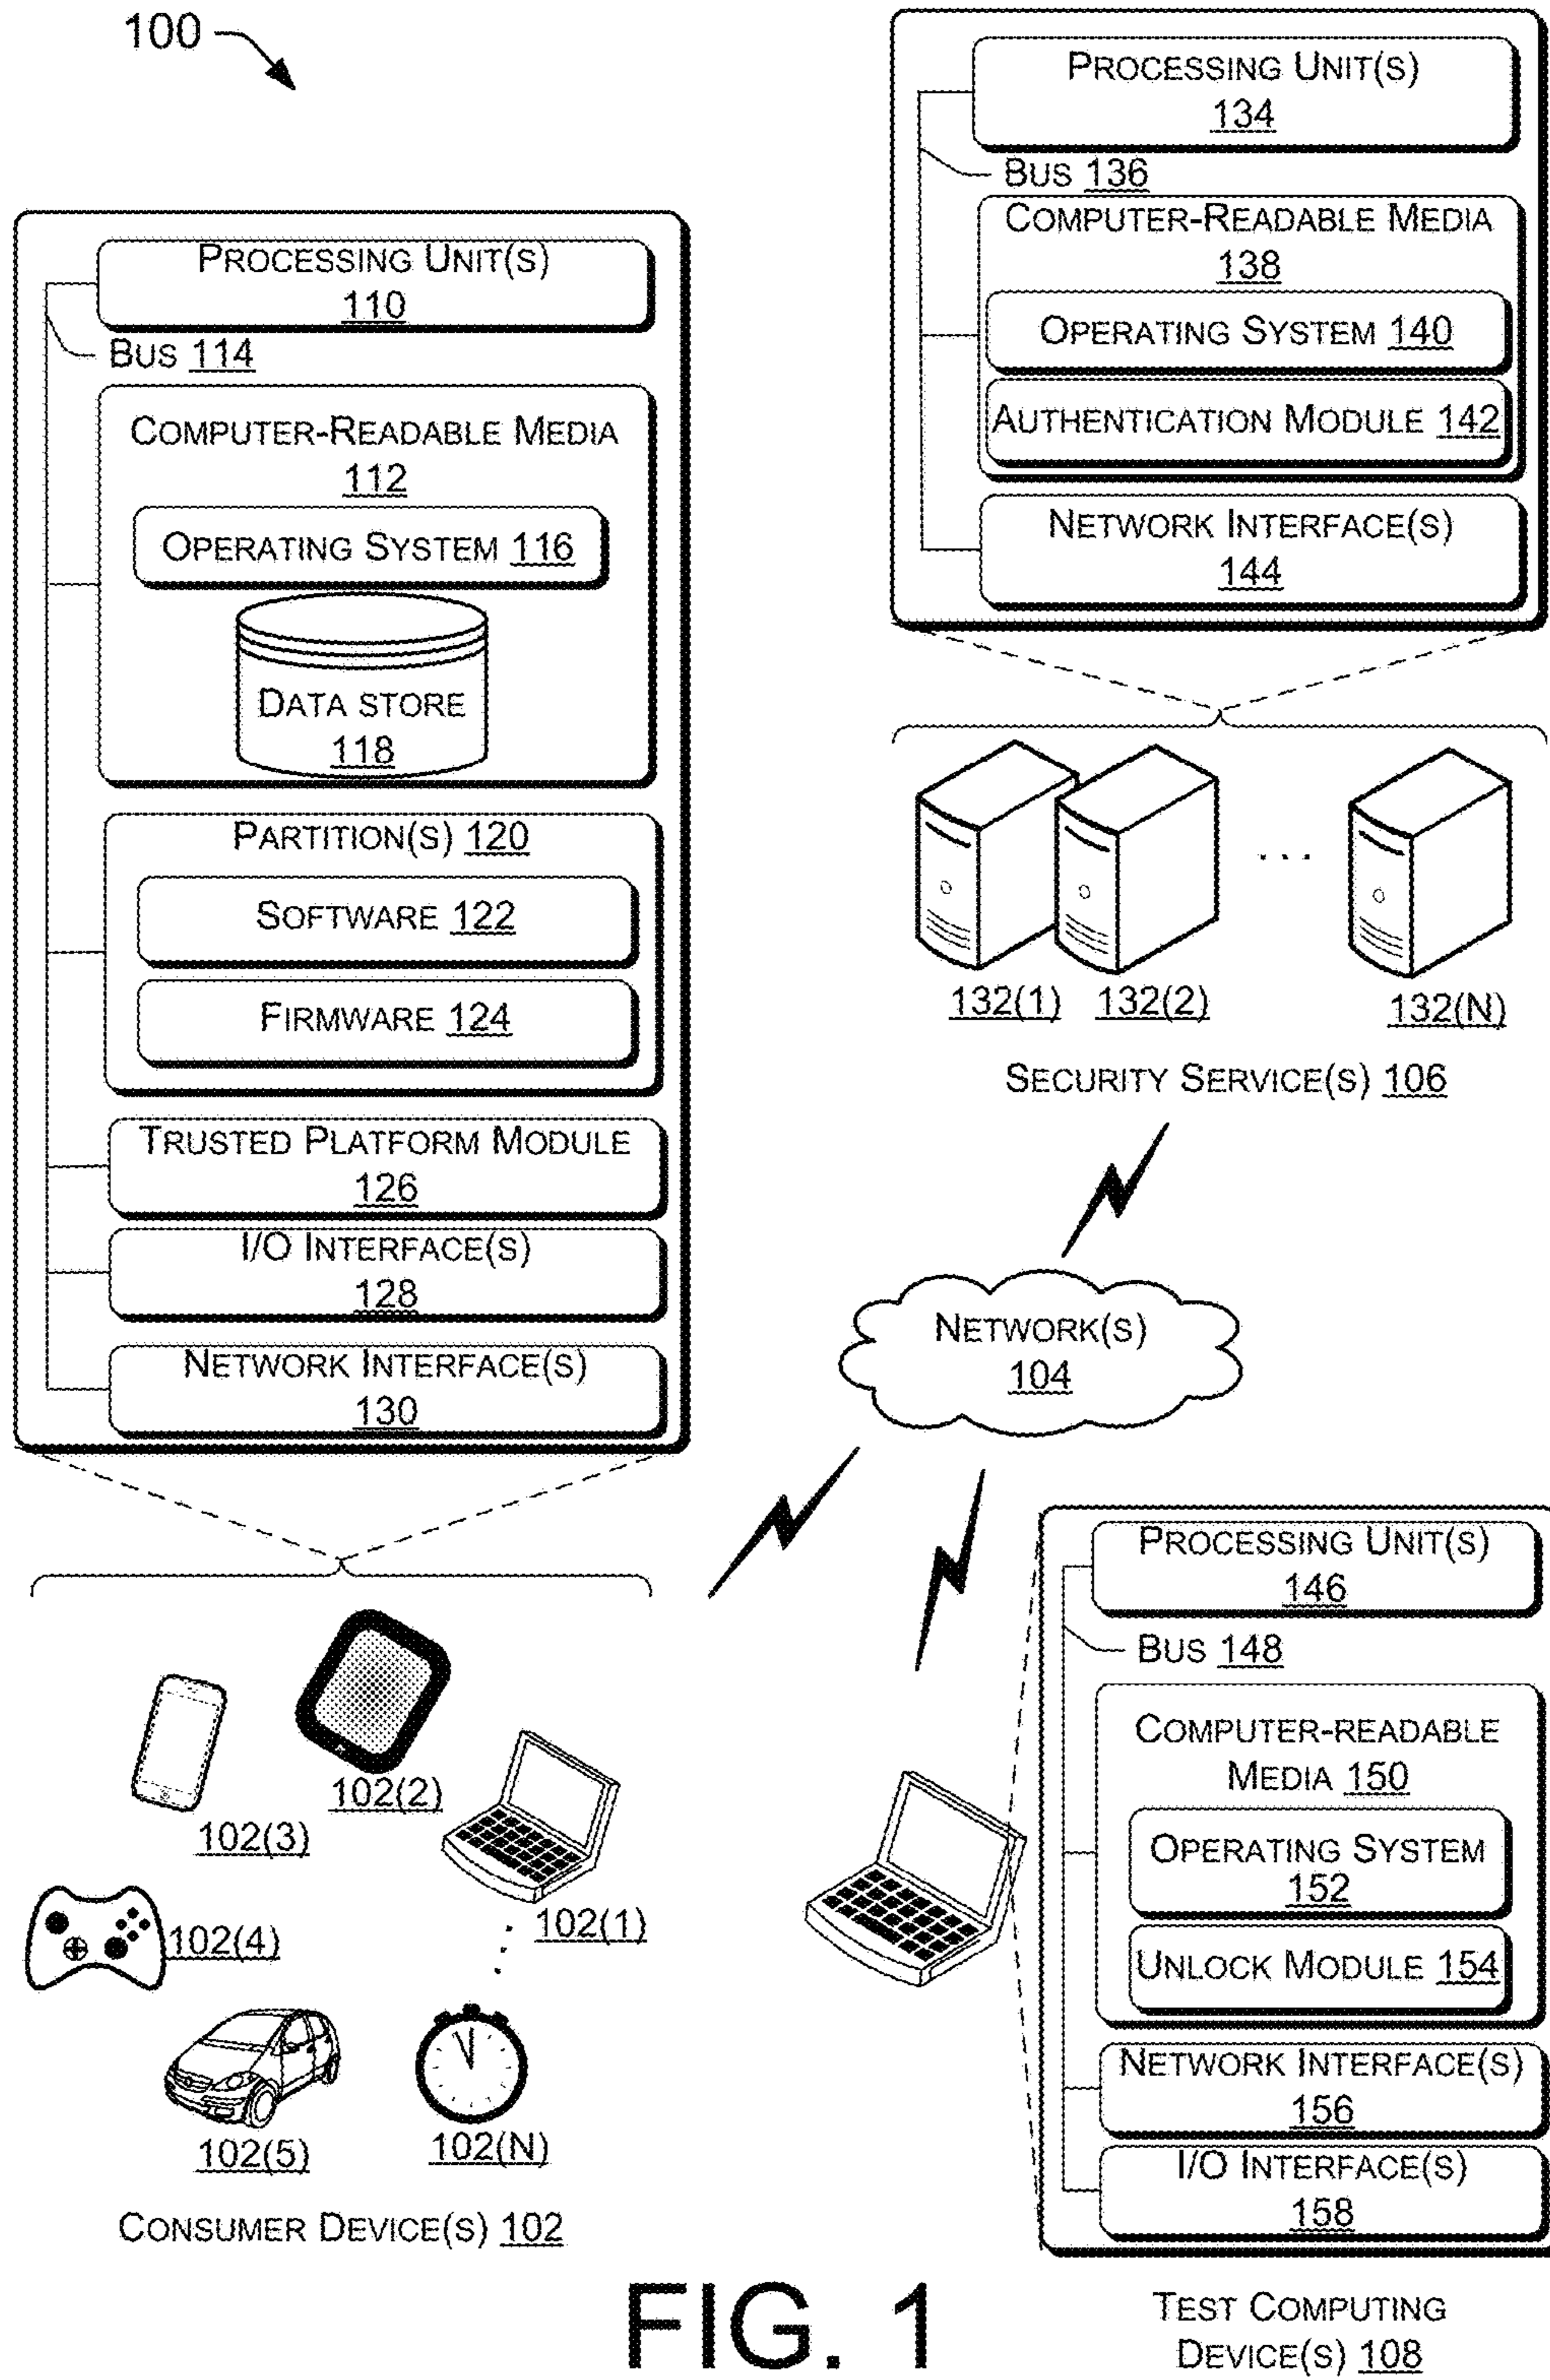 100
PROCESSING UNIT(S)
110
BUS 114
COMPUTER-READABLE MEDIA
112
OPERATING SYSTEM 116
DATA STORE
118
PARTITION(S) 120
SOFTWARE 122
FIRMWARE 124
TRUSTED PLATFORM MODULE
126
I/O INTERFACE(S)
128
NETWORK INTERFACE(S)
130
PROCESSING UNIT(S)
134
BUS 136
COMPUTER-READABLE MEDIA
138
OPERATING SYSTEM 140
AUTHENTICATION MODULE 142
NETWORK INTERFACE(S)
144
...
132(1) 132(2) 132(N)
SECURITY SERVICE(S) 106
NETWORK(S)
104
102(2)
102(3)
102(1)
102(4)
102(5)
102(N)
CONSUMER DEVICE(S) 102
PROCESSING UNIT(S)
146
BUS 148
COMPUTER-READABLE
MEDIA 150
OPERATING SYSTEM
152
UNLOCK MODULE 154
NETWORK INTERFACE(S)
156
I/O INTERFACE(S)
158
TEST COMPUTING
DEVICE(S) 108
FIG. 1